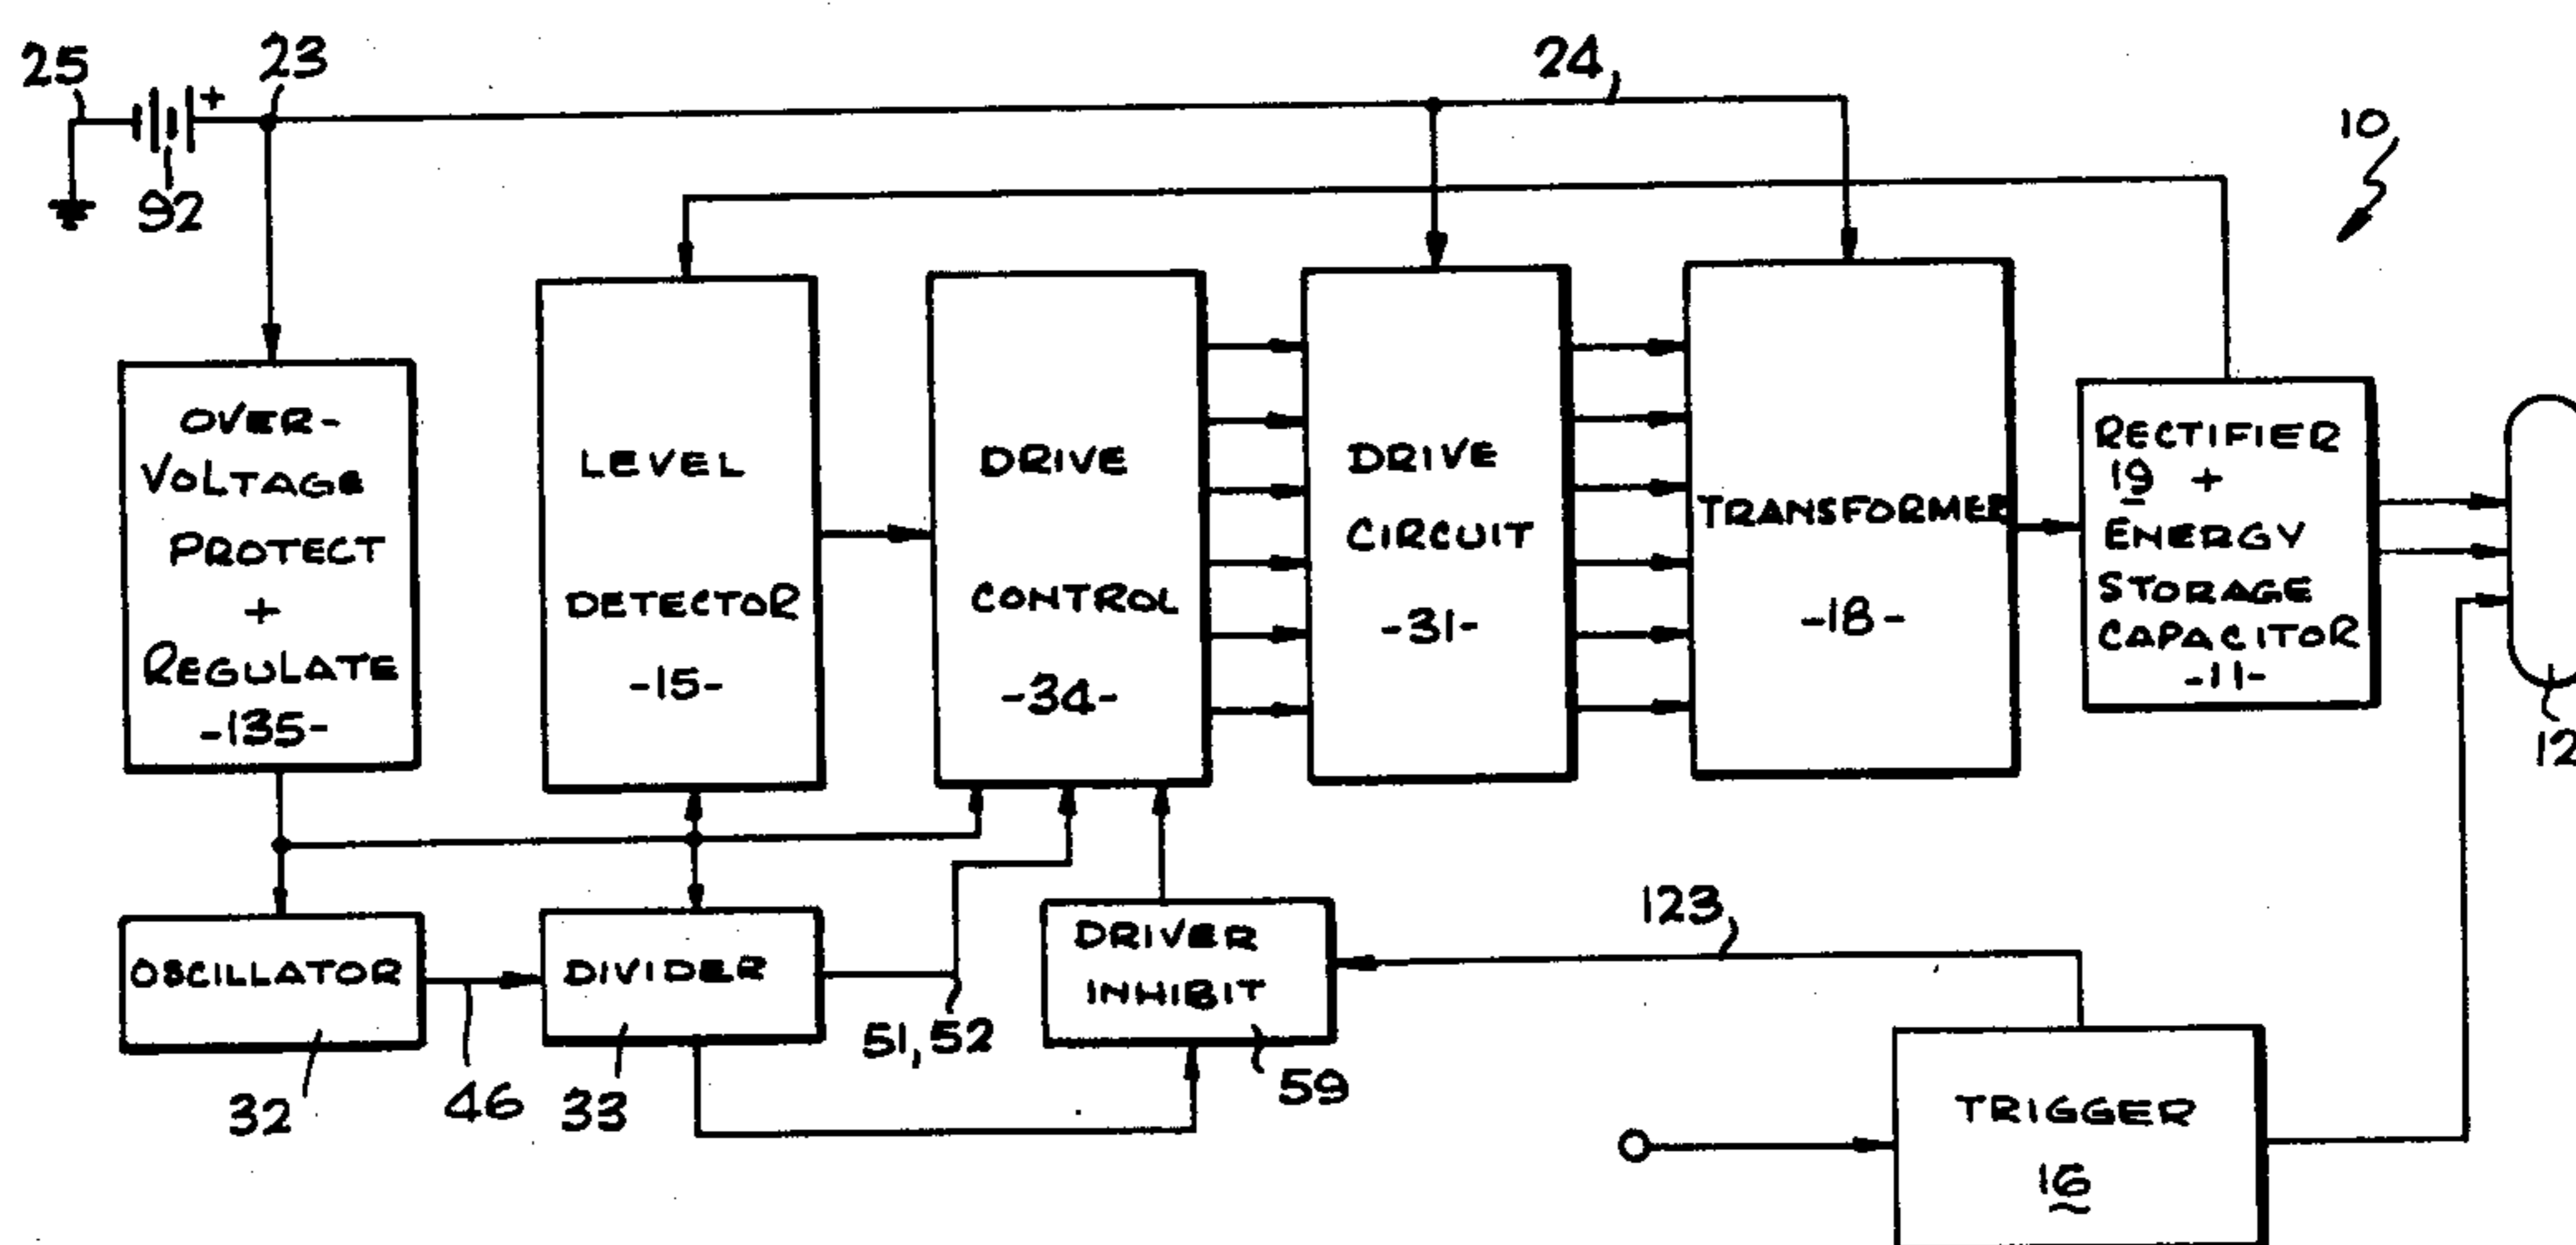 25
23
+
92
24
10
OVER-
VOLTAGE
PROTECT
+
REGULATE
-135-
LEVEL
DETECTOR
-15-
DRIVE
CONTROL
-34-
DRIVE
CIRCUIT
-31-
TRANSFORMER
-18-
RECTIFIER
19 +
ENERGY
STORAGE
CAPACITOR
-11-
12
OSCILLATOR
32
46
DIVIDER
33
51, 52
DRIVER
INHIBIT
59
123
TRIGGER
16